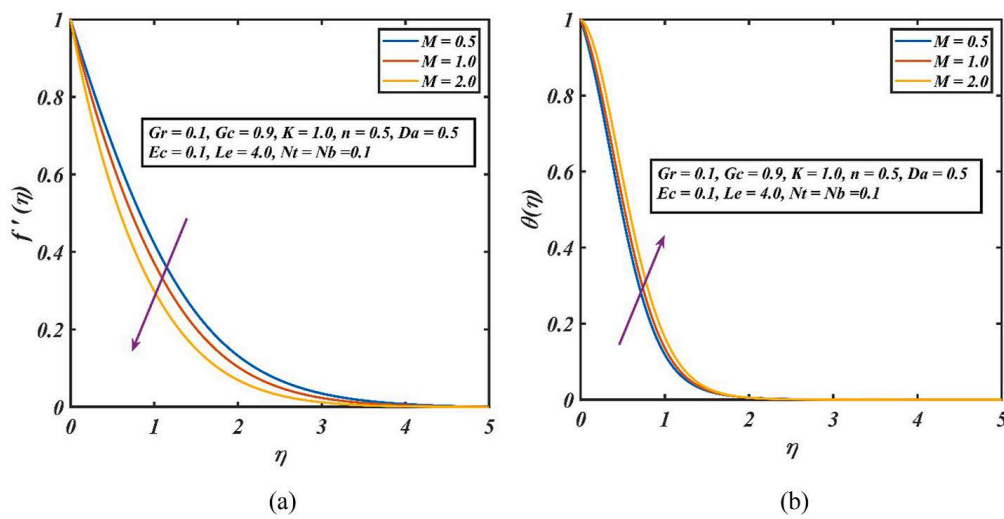 1
0.8
0.6
0.4
0.2
0
f ' (η)
M = 0.5
M = 1.0
M = 2.0
Gr = 0.1, Gc = 0.9, K = 1.0, n = 0.5, Da = 0.5
Ec = 0.1, Le = 4.0, Nt = Nb =0.1
0 1 2 3 4 5
η
(a)
1
0.8
0.6
0.4
0.2
0
θ(η)
M = 0.5
M = 1.0
M = 2.0
Gr = 0.1, Gc = 0.9, K = 1.0, n = 0.5, Da = 0.5
Ec = 0.1, Le = 4.0, Nt = Nb =0.1
0 1 2 3 4 5
η
(b)